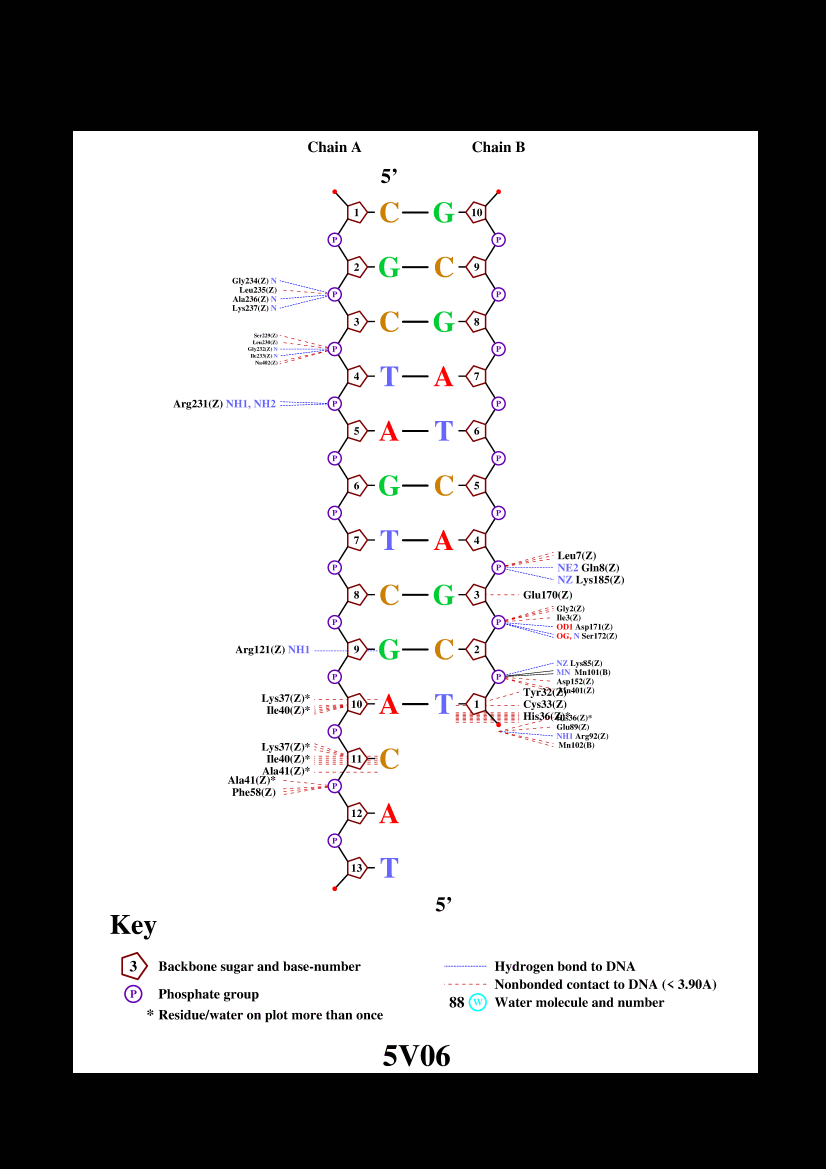 Chain A Chain B
5’
1 C G 10
P P
2 G C 9
Gly234(Z) N
Leu235(Z)
Ala236(Z) N
Lys237(Z) N
P P
3 C G 8
Ser229(Z)
Leu230(Z)
Gly232(Z) N
Ile233(Z) N
Na402(Z)
P P
4 T A 7
Arg231(Z) NH1, NH2 P P
5 A T 6
P P
6 G C 5
P P
7 T A 4
Leu7(Z)
P P NE2 Gln8(Z)
NZ Lys185(Z)
8 C G 3 Glu170(Z)
Gly2(Z)
Ile3(Z)
P P OD1 Asp171(Z)
OG, N Ser172(Z)
Arg121(Z) NH1 9 G C 2
NZ Lys85(Z)
P P MN Mn101(B)
Asp152(Z)
Mn401(Z)
Tyr32(Z)
Lys37(Z)*
10 A T 1 Cys33(Z)
Ile40(Z)*
His36(Z)*
His36(Z)*
Glu89(Z)
P NH1 Arg92(Z)
Mn102(B)
Lys37(Z)*
Ile40(Z)* 11 C
Ala41(Z)*
Ala41(Z)*
P
Phe58(Z)
12 A
P
13 T
5’
Key
3 Backbone sugar and base-number
P Phosphate group
* Residue/water on plot more than once
Hydrogen bond to DNA
Nonbonded contact to DNA (< 3.90A)
88 W Water molecule and number
5V06